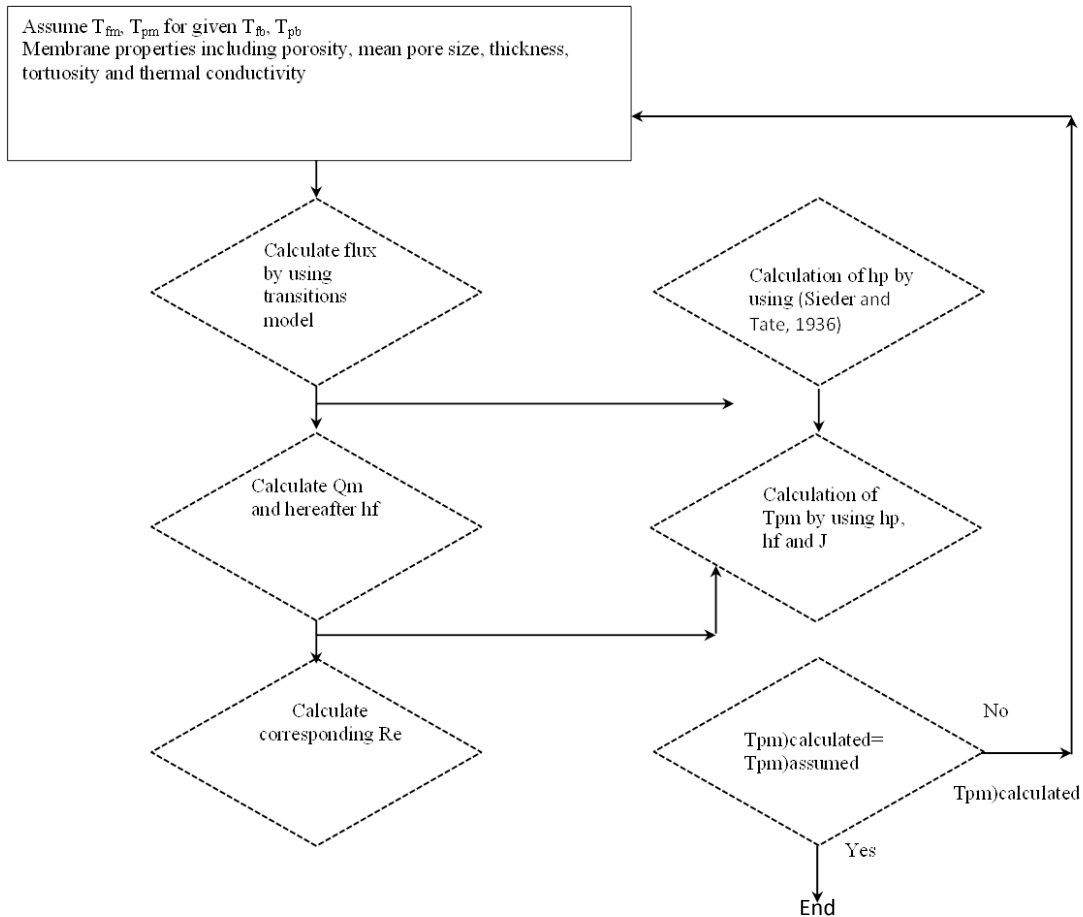 Assume Tfm, Tpm for given Tfb, Tpb
Membrane properties including porosity, mean pore size, thickness,
tortuosity and thermal conductivity
Calculate flux
by using
transitions
model
Calculation of hp by
using (Sieder and
Tate, 1936)
Calculate Qm
and hereafter hf
Calculation of
Tpm by using hp,
hf and J
Calculate
corresponding Re
Tpm)calculated=
Tpm)assumed
No
Tpm)calculated
Yes
End